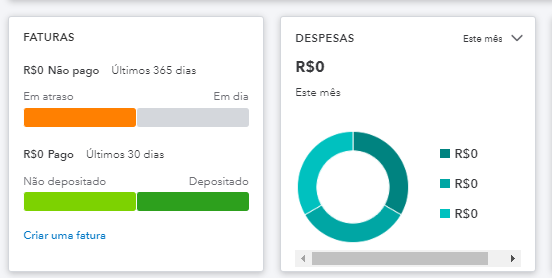 FATURAS
R$0 Não pago Últimos 365 dias
Em atraso Em dia
R$0 Pago Últimos 30 dias
Não depositado Depositado
Criar uma fatura
DESPESAS Este mês
R$0
Este mês
R$0
R$0
R$0